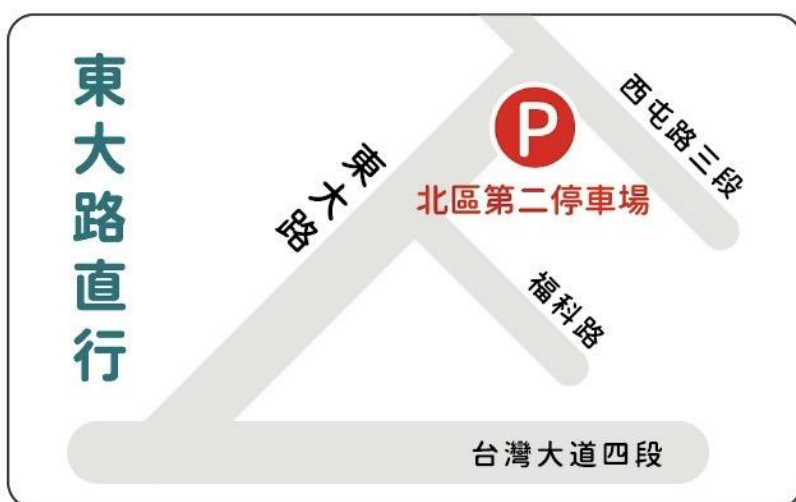 東大路直行
東大路
P
西屯路三段
北區第二停車場
福科路
台灣大道四段